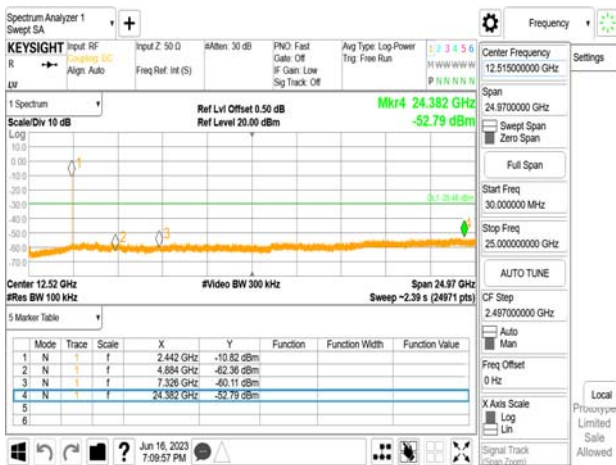 Spectrum Analyzer 1
Swept SA
Frequency
KEYSIGHT
Input: RF
Coupling: DC
Align: Auto
Input Z: 50 Ω
Freq Ref: Int (S)
#Atten: 30 dB
PNO: Fast
Gate: Off
IF Gain: Low
Sig Track: Off
Avg Type: Log-Power
Trig: Free Run
1 2 3 4 5 6
M W W W W W
P N N N N N
R
Center Frequency
12.515000000 GHz
Settings
1 Spectrum
Scale/Div 10 dB
Ref Lvl Offset 0.50 dB
Ref Level 20.00 dBm
Mkr4 24.382 GHz
-52.79 dBm
Span
24.9700000 GHz
Swept Span
Zero Span
Full Span
Start Freq
30.000000 MHz
Stop Freq
25.000000000 GHz
AUTO TUNE
CF Step
2.497000000 GHz
Auto
Man
Freq Offset
0 Hz
X Axis Scale
Log
Lin
Signal Track
(Span Zoom)
Local
Prototype
Limited
Sale
Allowed
Log
10.0
0.00
-10.0
-20.0
-30.0
-40.0
-50.0
-60.0
-70.0
1
2
3
Center 12.52 GHz
#Res BW 100 kHz
#Video BW 300 kHz
Span 24.97 GHz
Sweep ~2.39 s (24971 pts)
5 Marker Table
Mode Trace Scale X Y Function Function Width Function Value
1 N 1 f 2.442 GHz -10.82 dBm
2 N 1 f 4.884 GHz -62.36 dBm
3 N 1 f 7.326 GHz -60.11 dBm
4 N 1 f 24.382 GHz -52.79 dBm
5
6
Jun 16, 2023
7:09:57 PM